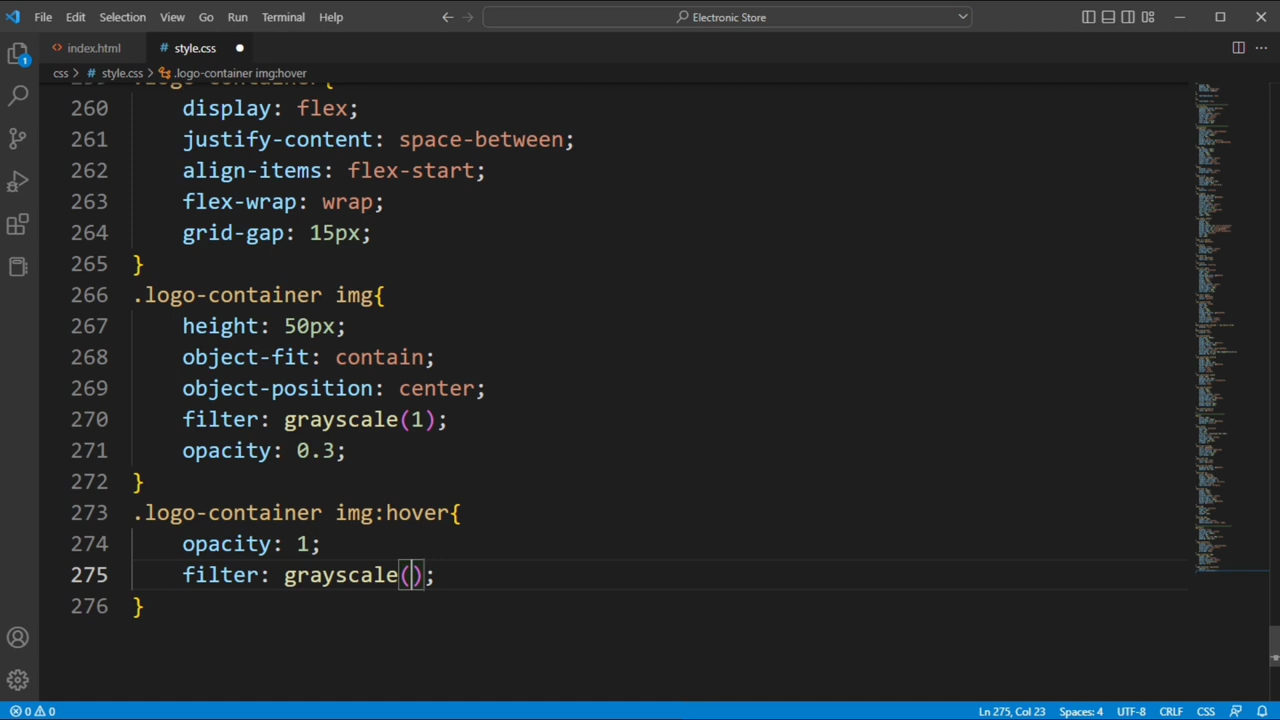 File Edit Selection View Go Run Terminal Help Electronic Store
1
index.html # style.css
css > # style.css > .logo-container img:hover
260 display: flex;
261 justify-content: space-between;
262 align-items: flex-start;
263 flex-wrap: wrap;
264 grid-gap: 15px;
265 }
266 .logo-container img{
267 height: 50px;
268 object-fit: contain;
269 object-position: center;
270 filter: grayscale(1);
271 opacity: 0.3;
272 }
273 .logo-container img:hover{
274 opacity: 1;
275 filter: grayscale();
276 }
0 0 Ln 275, Col 23 Spaces: 4 UTF-8 CRLF CSS